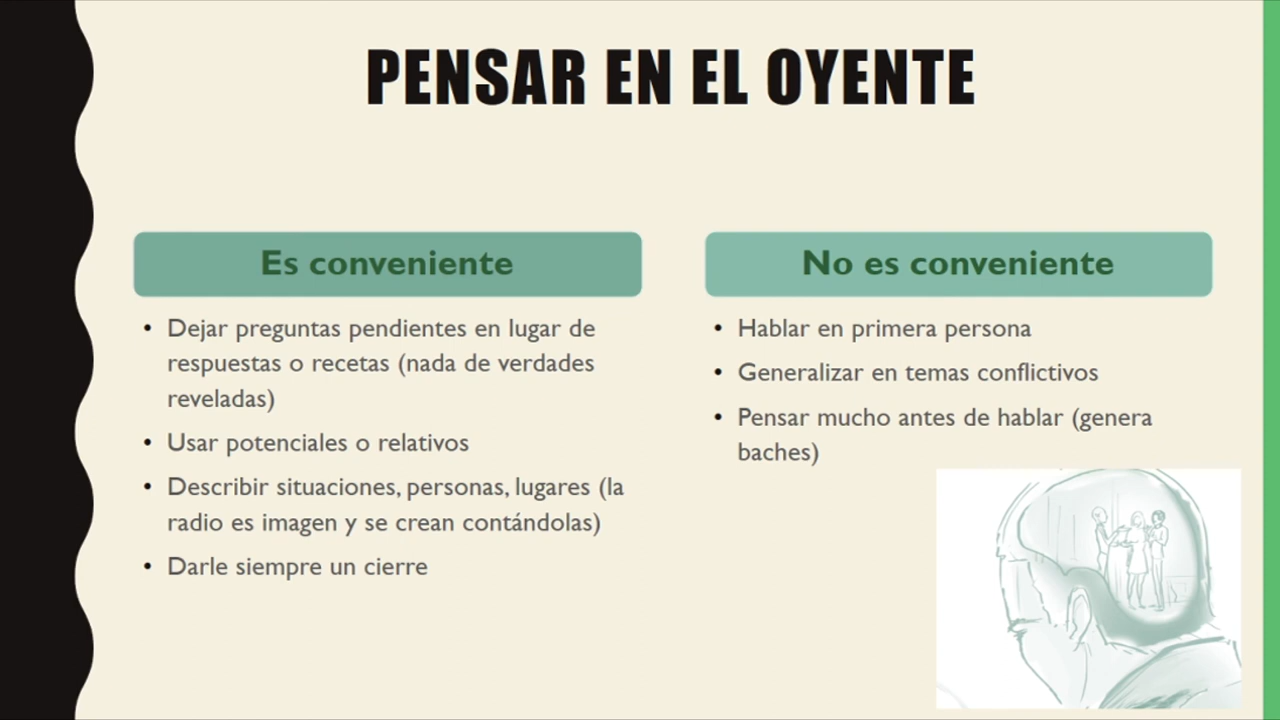 PENSAR EN EL OYENTE
Es conveniente
• Dejar preguntas pendientes en lugar de
respuestas o recetas (nada de verdades
reveladas)
• Usar potenciales o relativos
• Describir situaciones, personas, lugares (la
radio es imagen y se crean contándolas)
• Darle siempre un cierre
No es conveniente
• Hablar en primera persona
• Generalizar en temas conflictivos
• Pensar mucho antes de hablar (genera
baches)